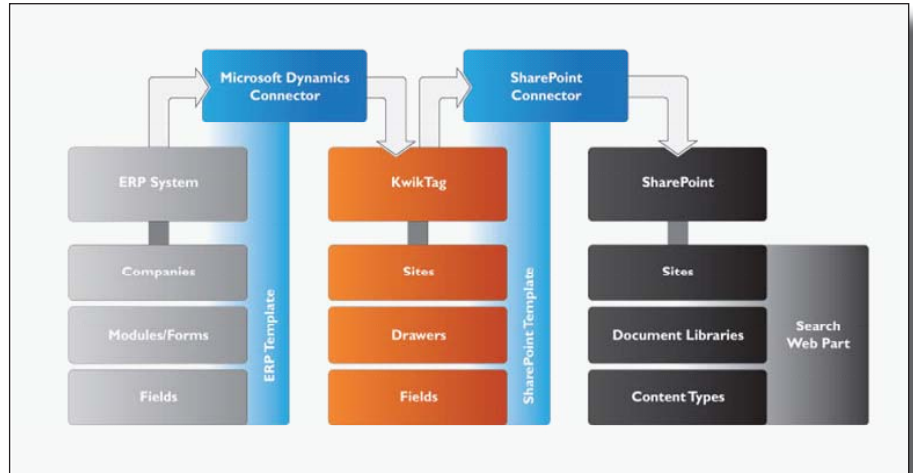 Microsoft Dynamics
Connector
SharePoint
Connector
ERP System
KwikTag
SharePoint
Companies
Modules/Forms
Fields
ERP Template
Sites
Drawers
Fields
SharePoint Template
Sites
Document Libraries
Content Types
Search
Web Part